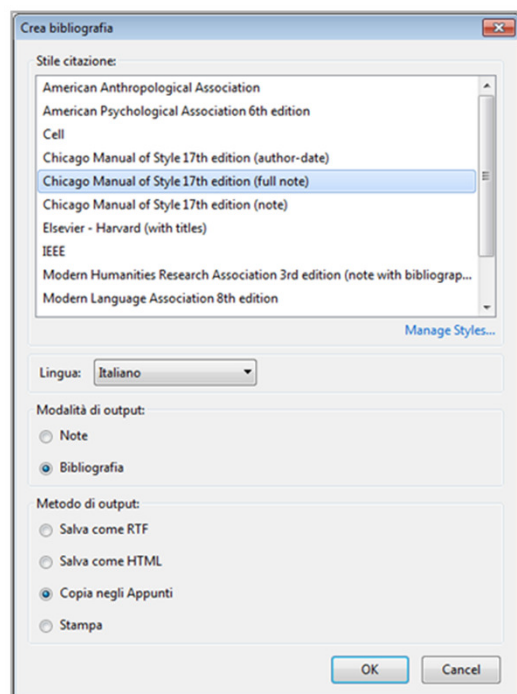 Crea bibliografia
Stile citazione:
American Anthropological Association
American Psychological Association 6th edition
Cell
Chicago Manual of Style 17th edition (author-date)
Chicago Manual of Style 17th edition (full note)
Chicago Manual of Style 17th edition (note)
Elsevier - Harvard (with titles)
IEEE
Modern Humanities Research Association 3rd edition (note with bibliograp...
Modern Language Association 8th edition
Manage Styles...
Lingua: Italiano
Modalità di output:
Note
Bibliografia
Metodo di output:
Salva come RTF
Salva come HTML
Copia negli Appunti
Stampa
OK Cancel